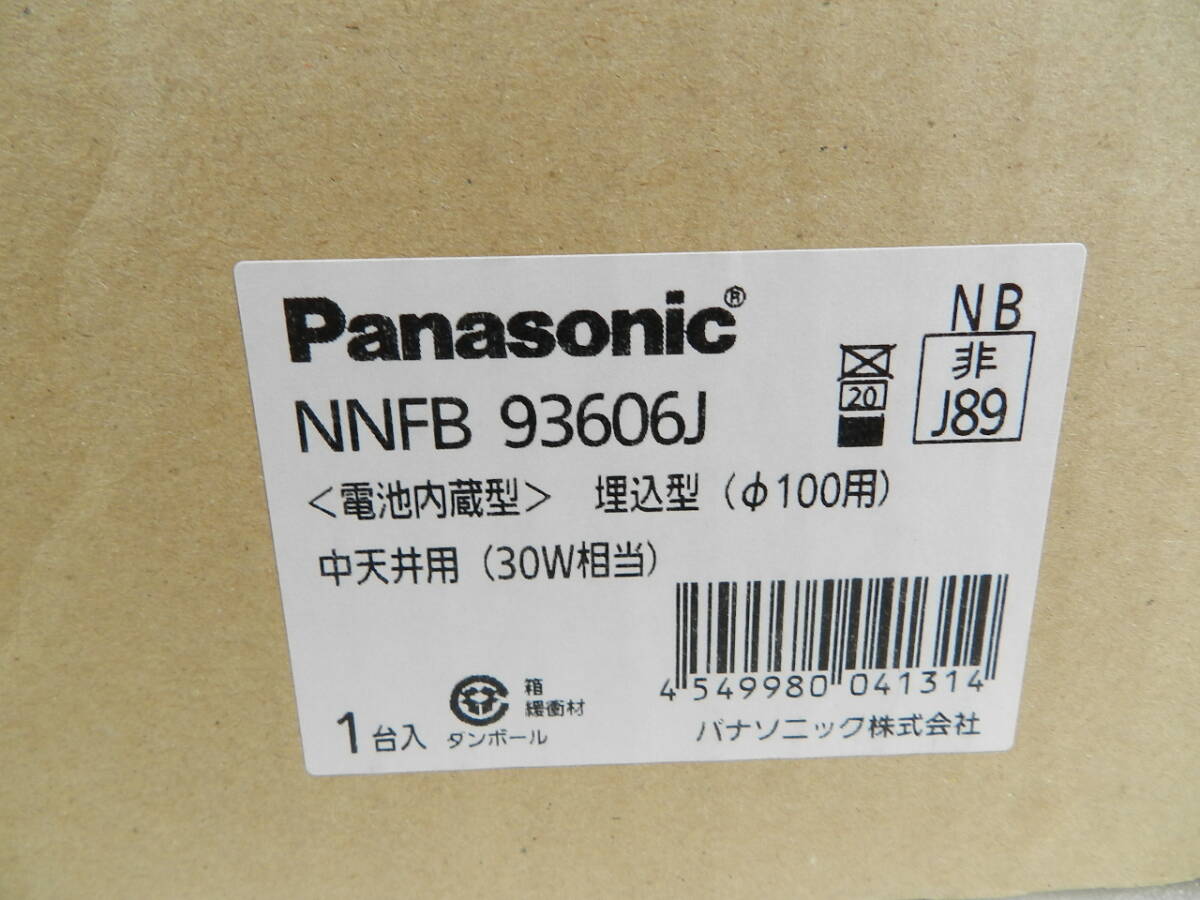 Panasonic®
NNFB 93606J
<電池内蔵型> 埋込型 (φ100用)
中天井用 (30W相当)
NB
非
J89
20
1台入
箱
緩衝材
ダンボール
4 549980 041314
パナソニック株式会社